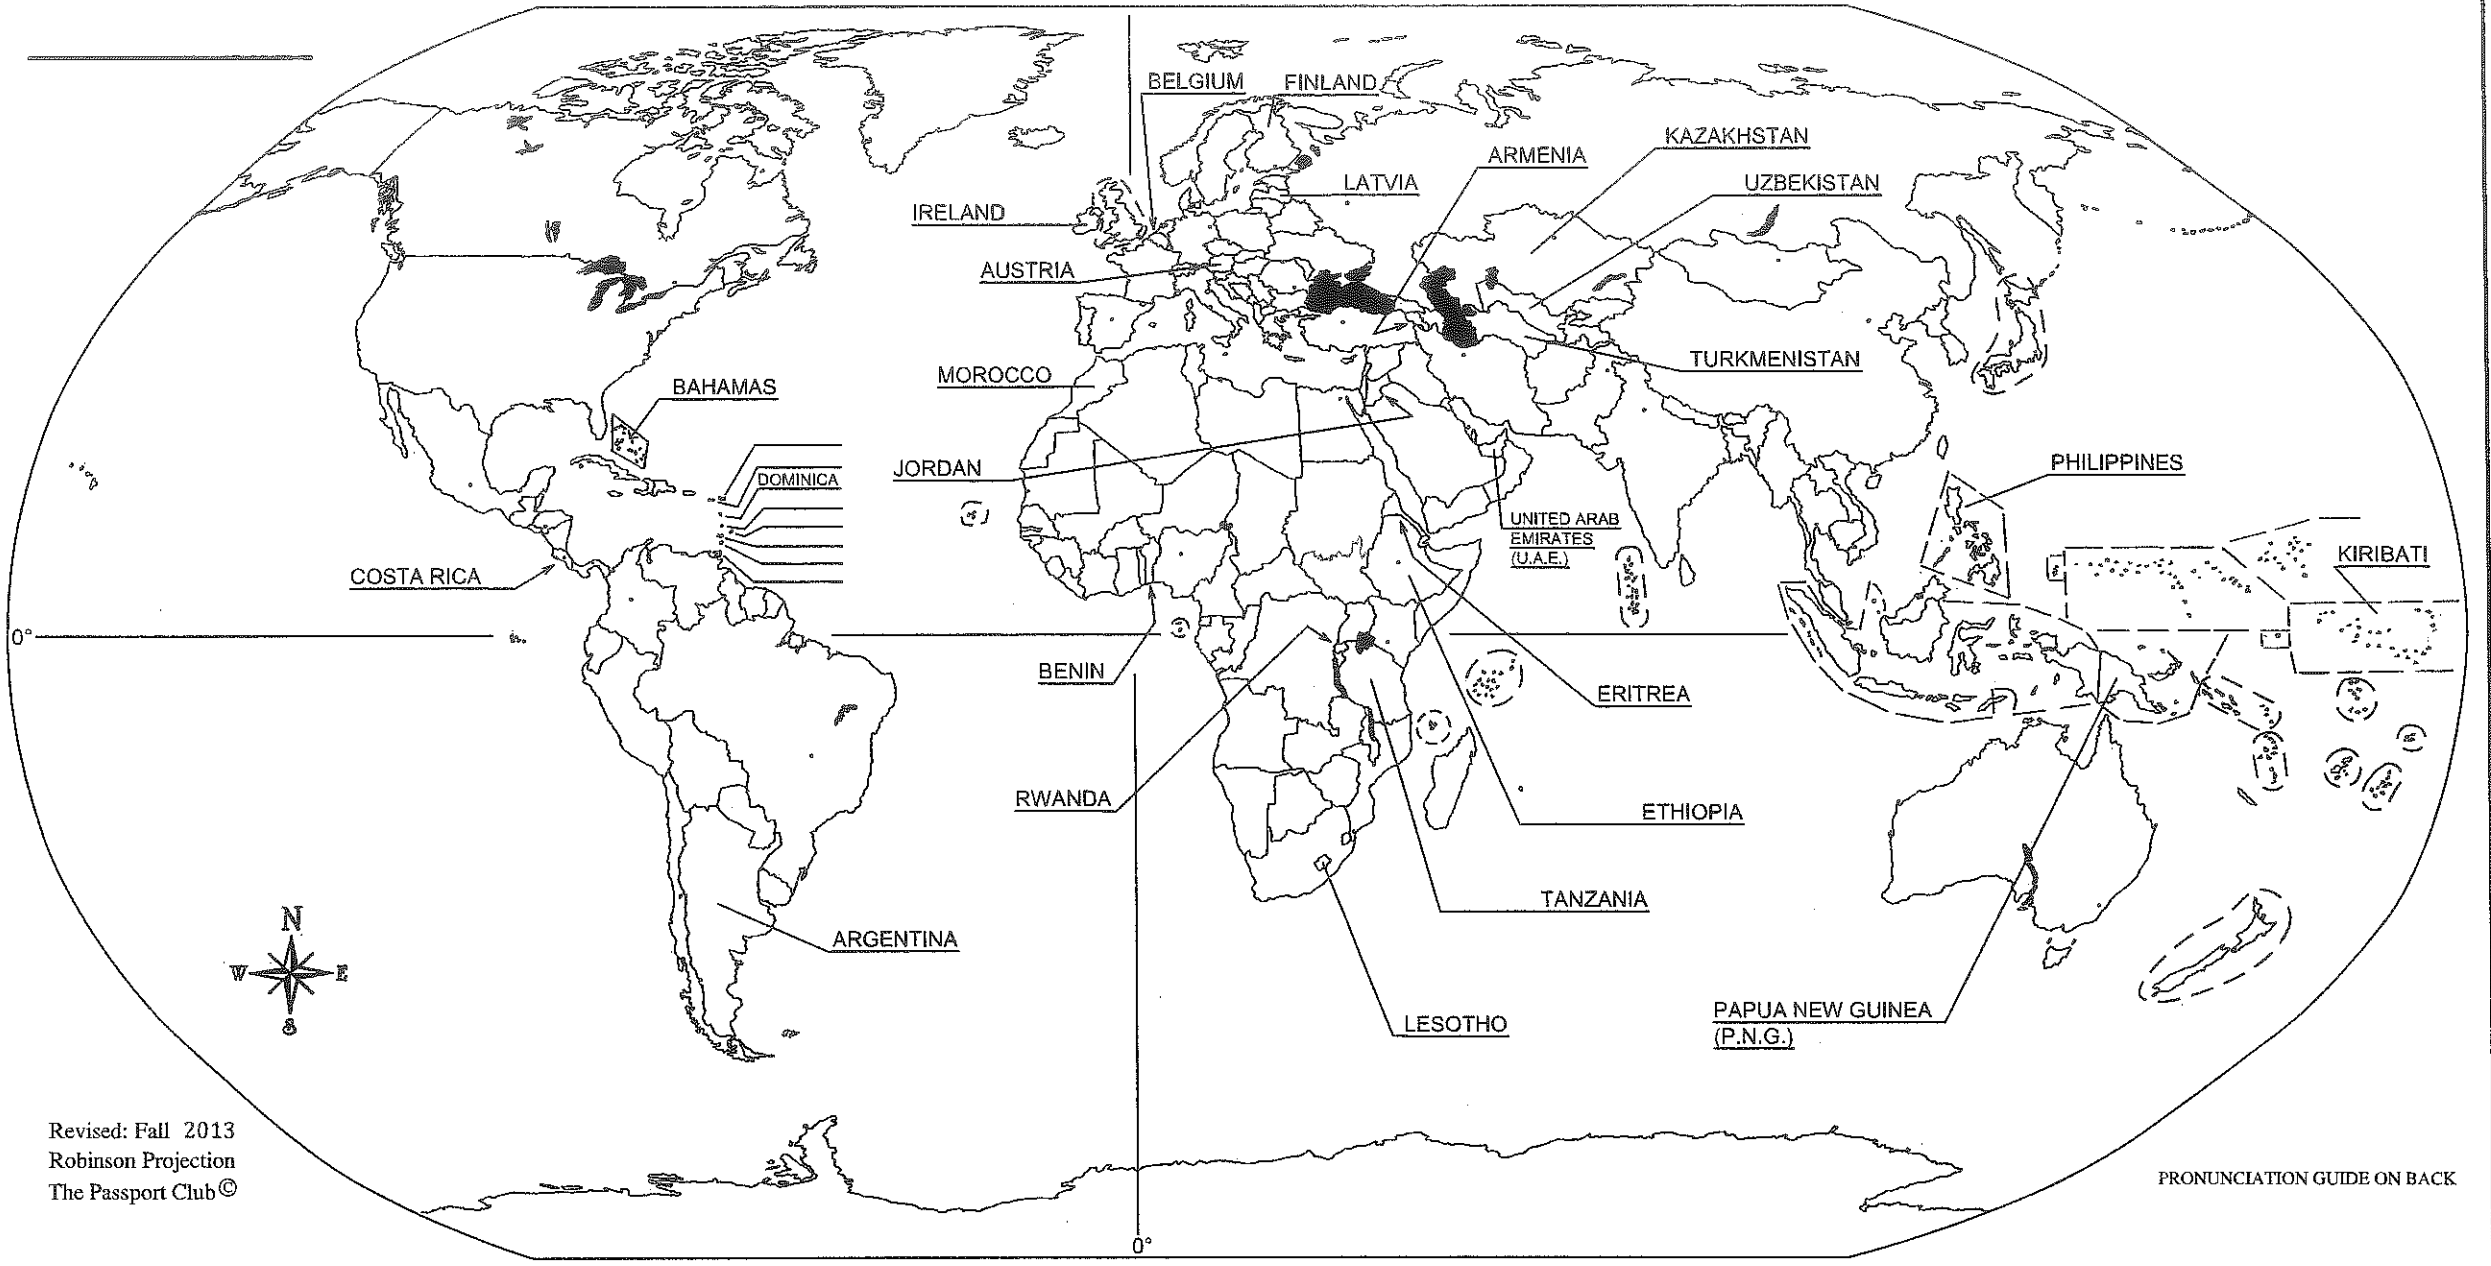 BELGIUM
FINLAND
KAZAKHSTAN
ARMENIA
LATVIA
UZBEKISTAN
IRELAND
AUSTRIA
TURKMENISTAN
MOROCCO
BAHAMAS
JORDAN
PHILIPPINES
DOMINICA
UNITED ARAB
EMIRATES
(U.A.E.)
KIRIBATI
COSTA RICA
0°
BENIN
ERITREA
RWANDA
ETHIOPIA
TANZANIA
ARGENTINA
N
W
E
S
LESOTHO
PAPUA NEW GUINEA
(P.N.G.)
Revised: Fall 2013
Robinson Projection
The Passport Club©
PRONUNCIATION GUIDE ON BACK
0°